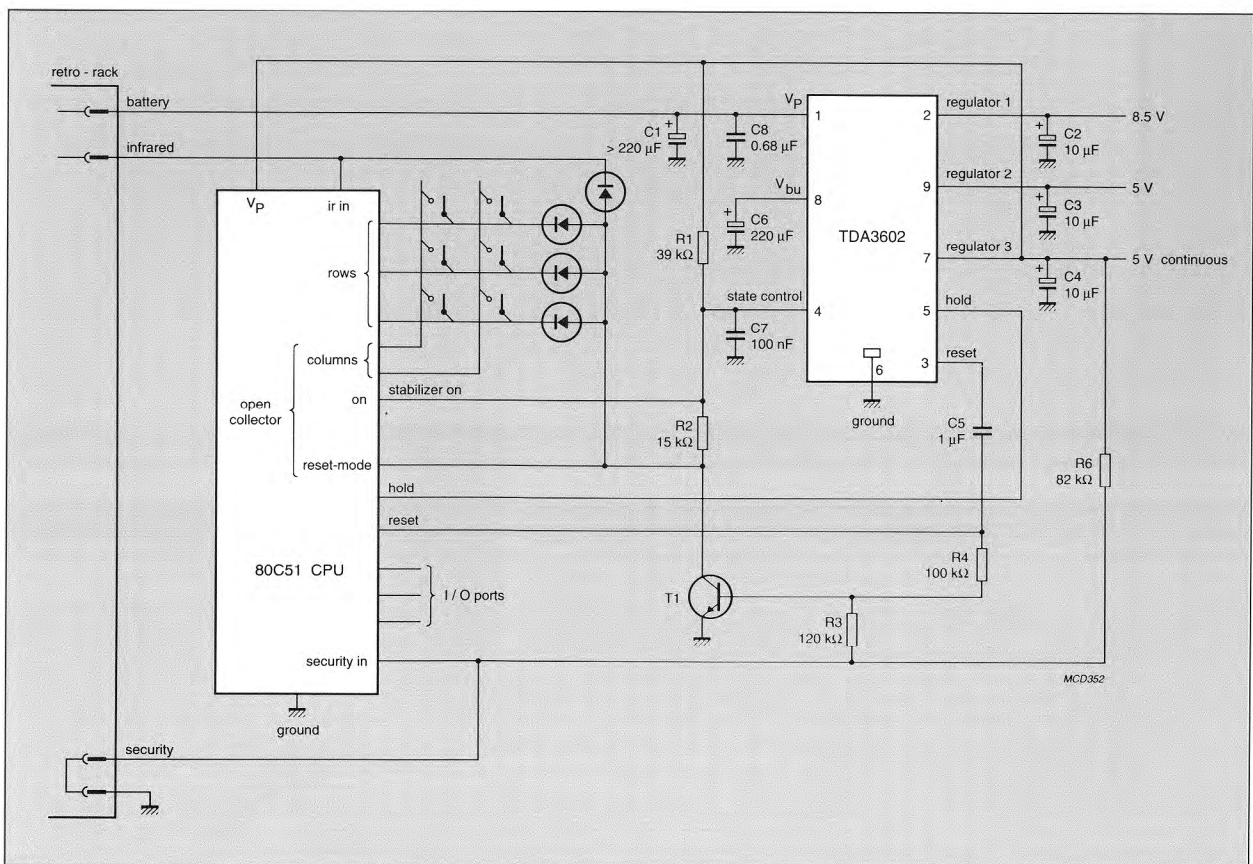 retro - rack
battery
infrared
security
VP
ir in
rows
columns
open
collector
on
stabilizer on
reset-mode
hold
reset
80C51 CPU
I / O ports
security in
ground
+
C1
> 220 µF
C8
0.68 µF
VP
1
Vbu
8
+
C6
220 µF
R1
39 kΩ
state control
4
C7
100 nF
R2
15 kΩ
T1
TDA3602
6
ground
2
regulator 1
8.5 V
+
C2
10 µF
9
regulator 2
5 V
+
C3
10 µF
7
regulator 3
5 V continuous
+
C4
10 µF
5
hold
3
reset
C5
1 µF
R6
82 kΩ
R4
100 kΩ
R3
120 kΩ
MCD352